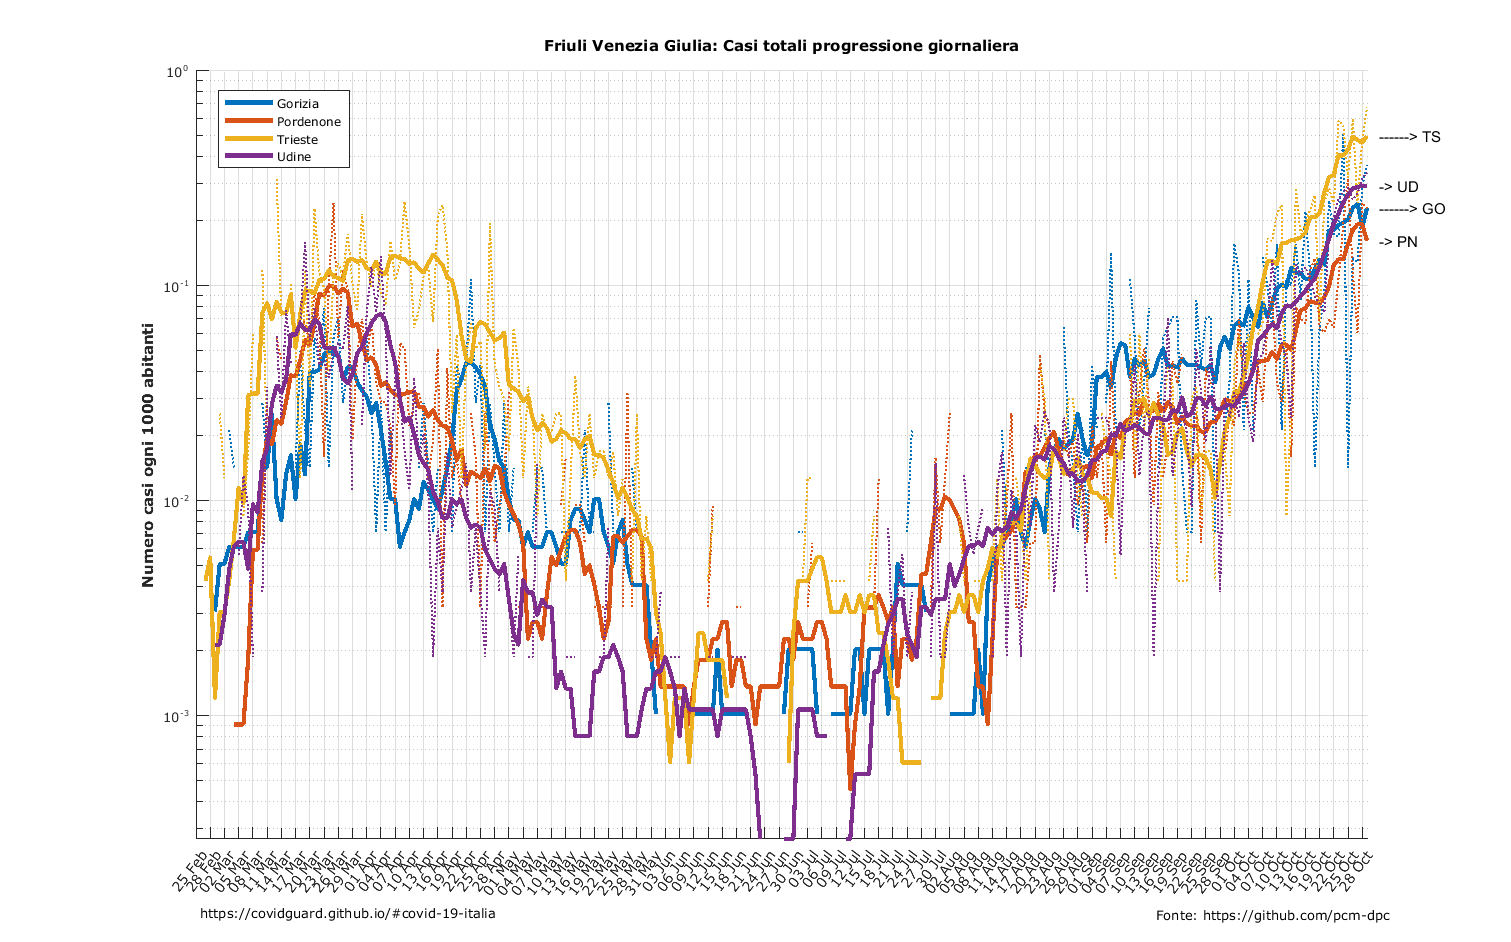 Friuli Venezia Giulia: Casi totali progressione giornaliera
10^0
10^-1
10^-2
10^-3
Numero casi ogni 1000 abitanti
Gorizia
Pordenone
Trieste
Udine
------> TS
-> UD
------> GO
-> PN
25 Feb
28 Feb
02 Mar
05 Mar
08 Mar
11 Mar
14 Mar
17 Mar
20 Mar
23 Mar
26 Mar
29 Mar
01 Apr
04 Apr
07 Apr
10 Apr
13 Apr
16 Apr
19 Apr
22 Apr
25 Apr
28 Apr
01 May
04 May
07 May
10 May
13 May
16 May
19 May
22 May
25 May
28 May
31 May
03 Jun
06 Jun
09 Jun
12 Jun
15 Jun
18 Jun
21 Jun
24 Jun
27 Jun
30 Jun
03 Jul
06 Jul
09 Jul
12 Jul
15 Jul
18 Jul
21 Jul
24 Jul
27 Jul
30 Jul
02 Aug
05 Aug
08 Aug
11 Aug
14 Aug
17 Aug
20 Aug
23 Aug
26 Aug
29 Aug
01 Sep
04 Sep
07 Sep
10 Sep
13 Sep
16 Sep
19 Sep
22 Sep
25 Sep
28 Sep
01 Oct
04 Oct
07 Oct
10 Oct
13 Oct
16 Oct
19 Oct
22 Oct
25 Oct
28 Oct
https://covidguard.github.io/#covid-19-italia
Fonte: https://github.com/pcm-dpc